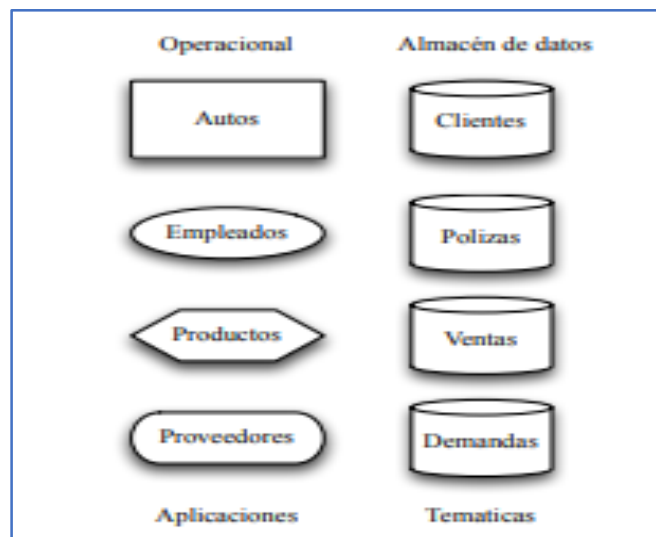 Operacional Almacén de datos
Autos Clientes
Empleados Polizas
Productos Ventas
Proveedores Demandas
Aplicaciones Tematicas